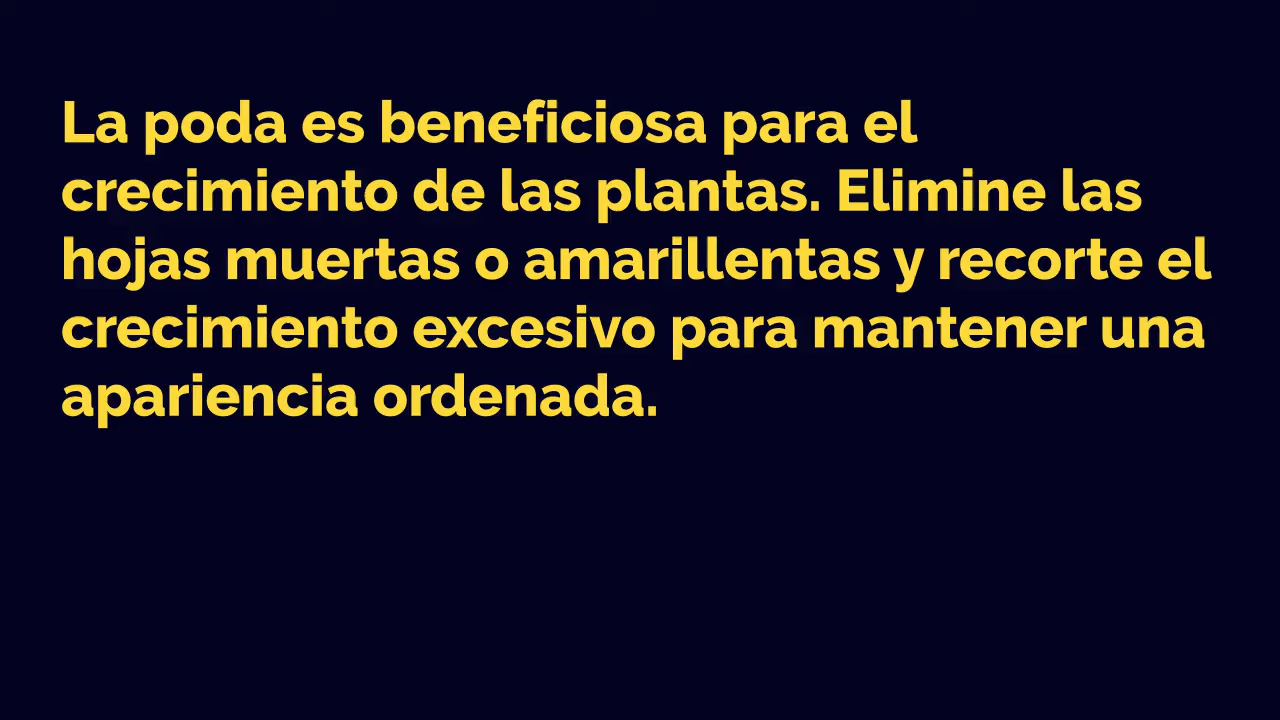 La poda es beneficiosa para el
crecimiento de las plantas. Elimine las
hojas muertas o amarillentas y recorte el
crecimiento excesivo para mantener una
apariencia ordenada.